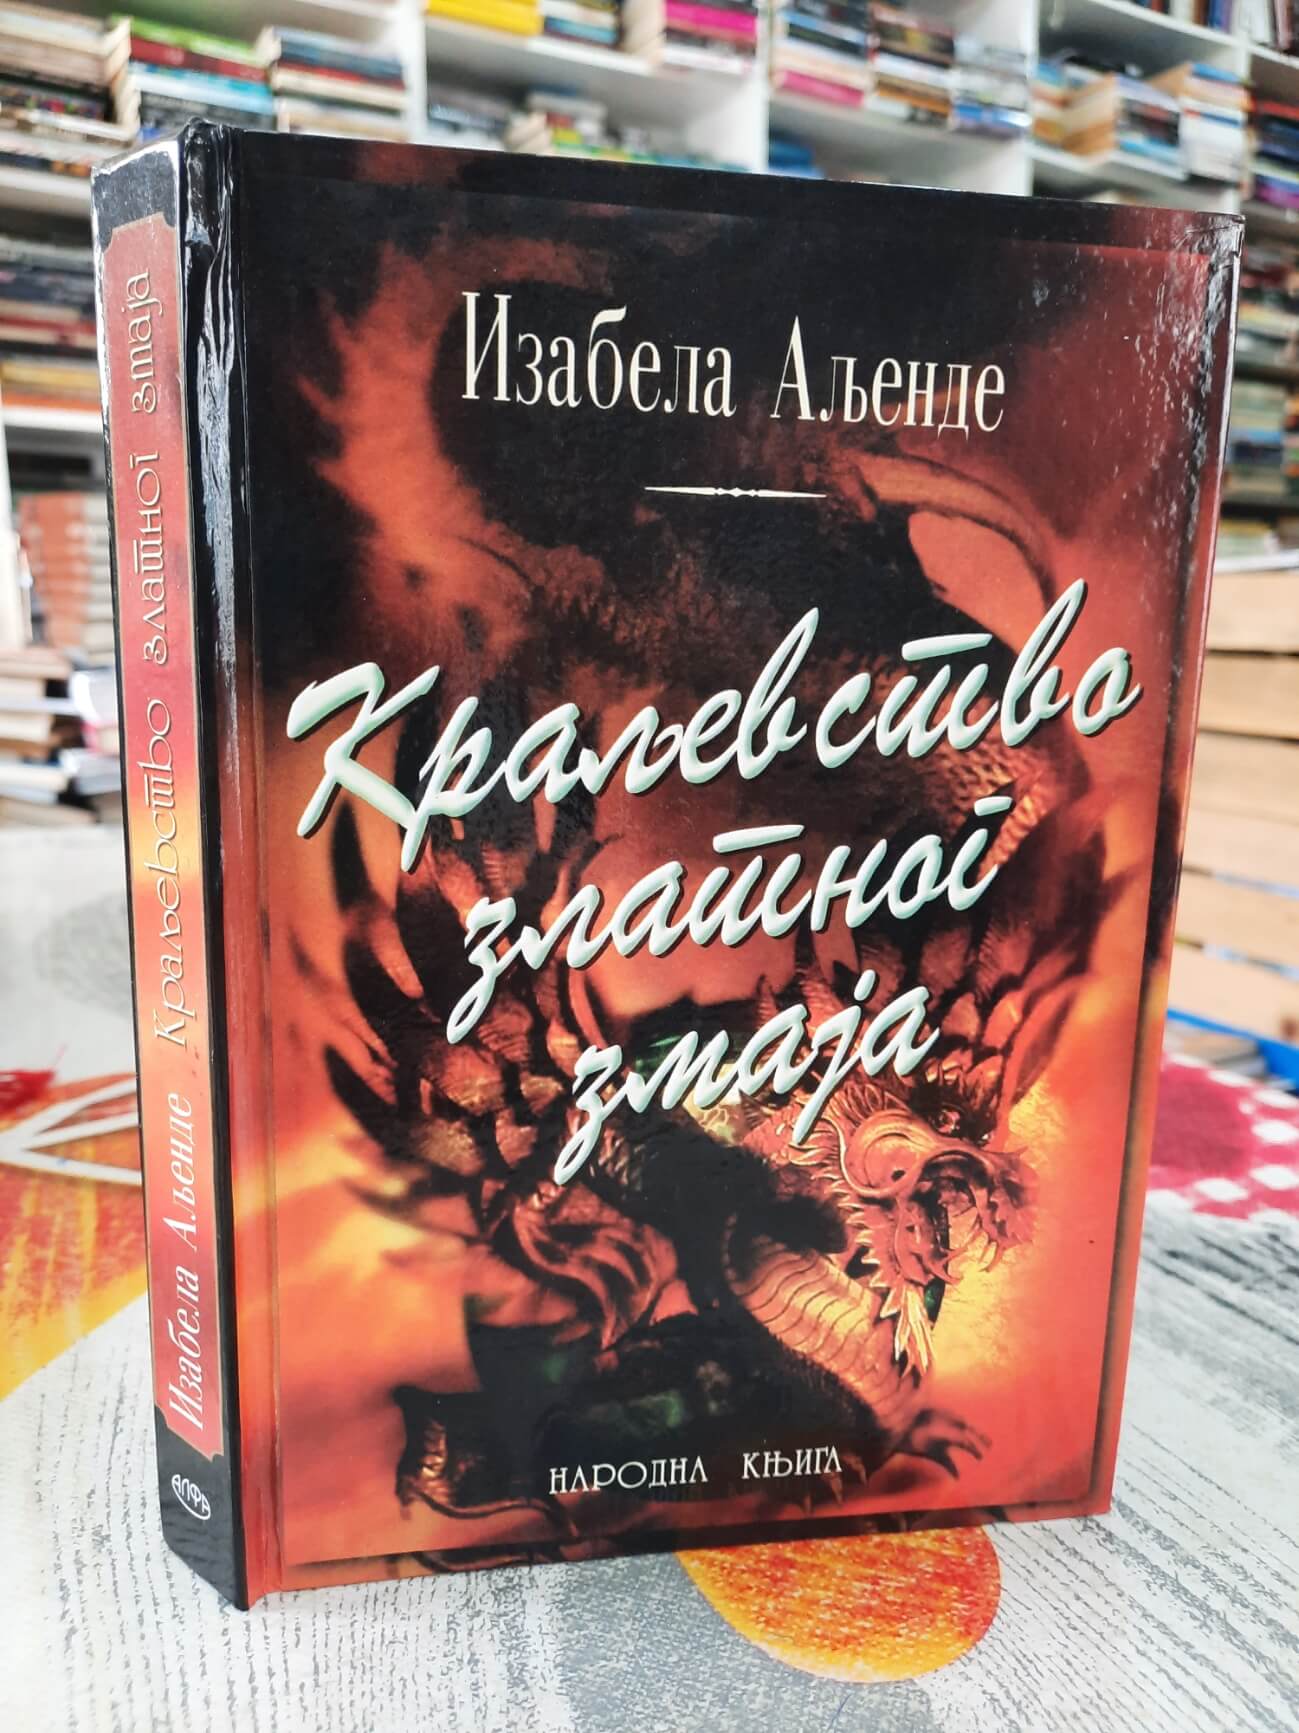 Изабела Аљенде
Краљевство
златног
змаја
НАРОДНА КЊИГА
Изабела Аљенде Краљевство златног змаја
АЛФА